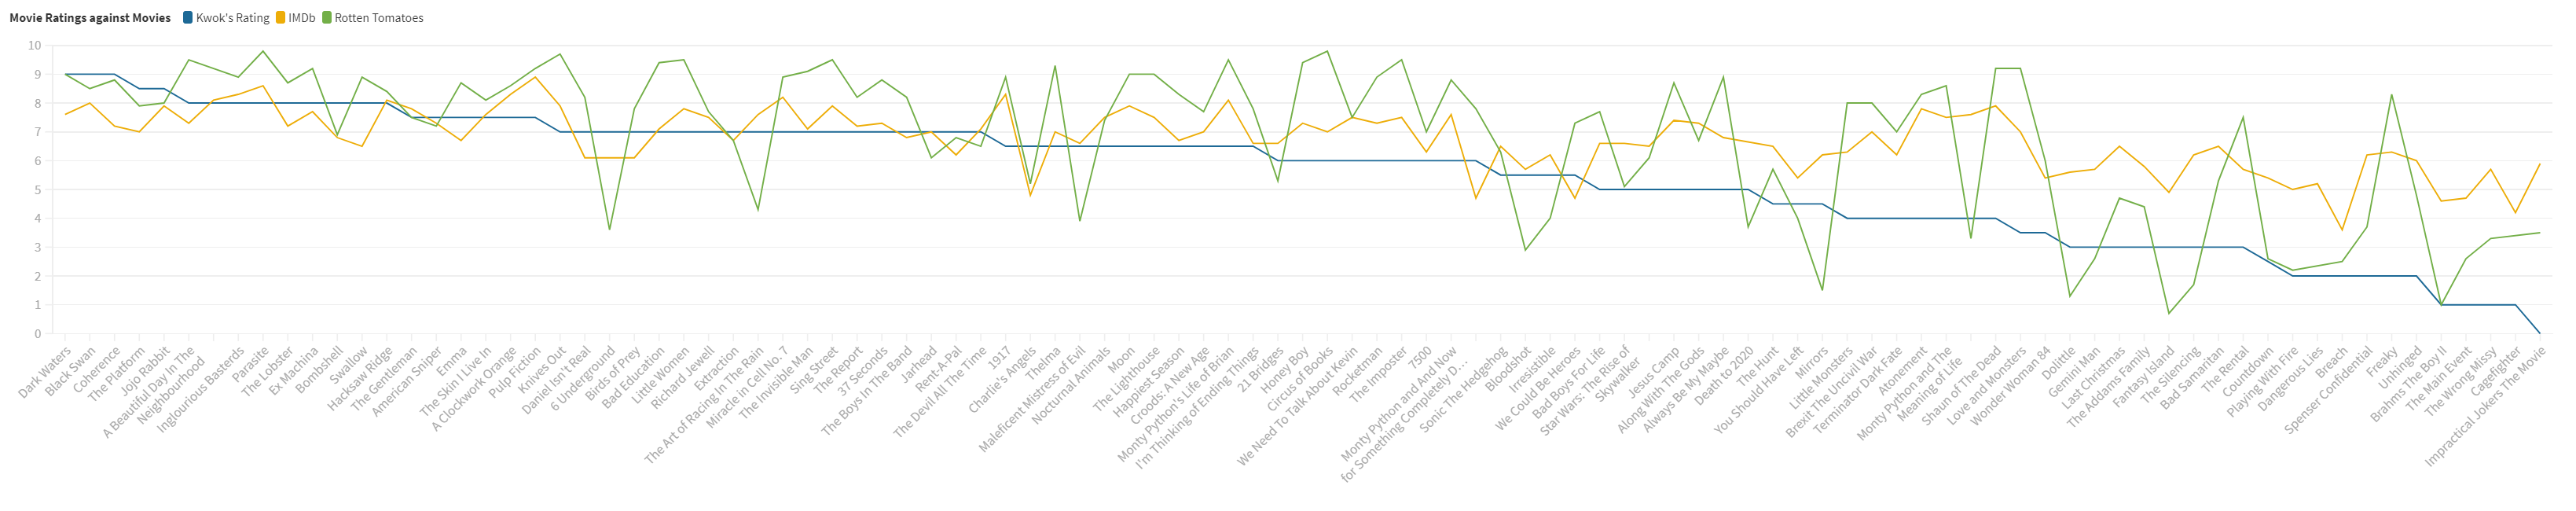 Movie Ratings against Movies
Kwok's Rating
IMDb
Rotten Tomatoes
10
9
8
7
6
5
4
3
2
1
0
Dark Waters
Black Swan
Coherence
The Platform
Jojo Rabbit
A Beautiful Day In The
Neighbourhood
Inglourious Basterds
Parasite
The Lobster
Ex Machina
Bombshell
Swallow
Hacksaw Ridge
The Gentleman
American Sniper
Emma
The Skin I Live In
A Clockwork Orange
Pulp Fiction
Knives Out
Daniel Isn't Real
6 Underground
Birds of Prey
Bad Education
Little Women
Richard Jewell
Extraction
The Art of Racing In The Rain
Miracle in Cell No. 7
The Invisible Man
Sing Street
The Report
37 Seconds
The Boys In The Band
Jarhead
Rent-A-Pal
The Devil All The Time
1917
Charlie's Angels
Thelma
Maleficent Mistress of Evil
Nocturnal Animals
Moon
The Lighthouse
Happiest Season
Croods: A New Age
Monty Python's Life of Brian
I'm Thinking of Ending Things
21 Bridges
Honey Boy
Circus of Books
We Need To Talk About Kevin
Rocketman
The Imposter
7500
Monty Python and And Now
for Something Completely D...
Sonic The Hedgehog
Bloodshot
Irresistible
We Could Be Heroes
Bad Boys For Life
Star Wars: The Rise of
Skywalker
Jesus Camp
Along With The Gods
Always Be My Maybe
Death to 2020
The Hunt
You Should Have Left
Mirrors
Little Monsters
Brexit The Uncivil War
Terminator Dark Fate
Atonement
Monty Python and The
Meaning of Life
Shaun of The Dead
Love and Monsters
Wonder Woman 84
Dolittle
Gemini Man
Last Christmas
The Addams Family
Fantasy Island
The Silencing
Bad Samaritan
The Rental
Countdown
Playing With Fire
Dangerous Lies
Breach
Spenser Confidential
Freaky
Unhinged
Brahms The Boy II
The Main Event
The Wrong Missy
Cagefighter
Impractical Jokers The Movie